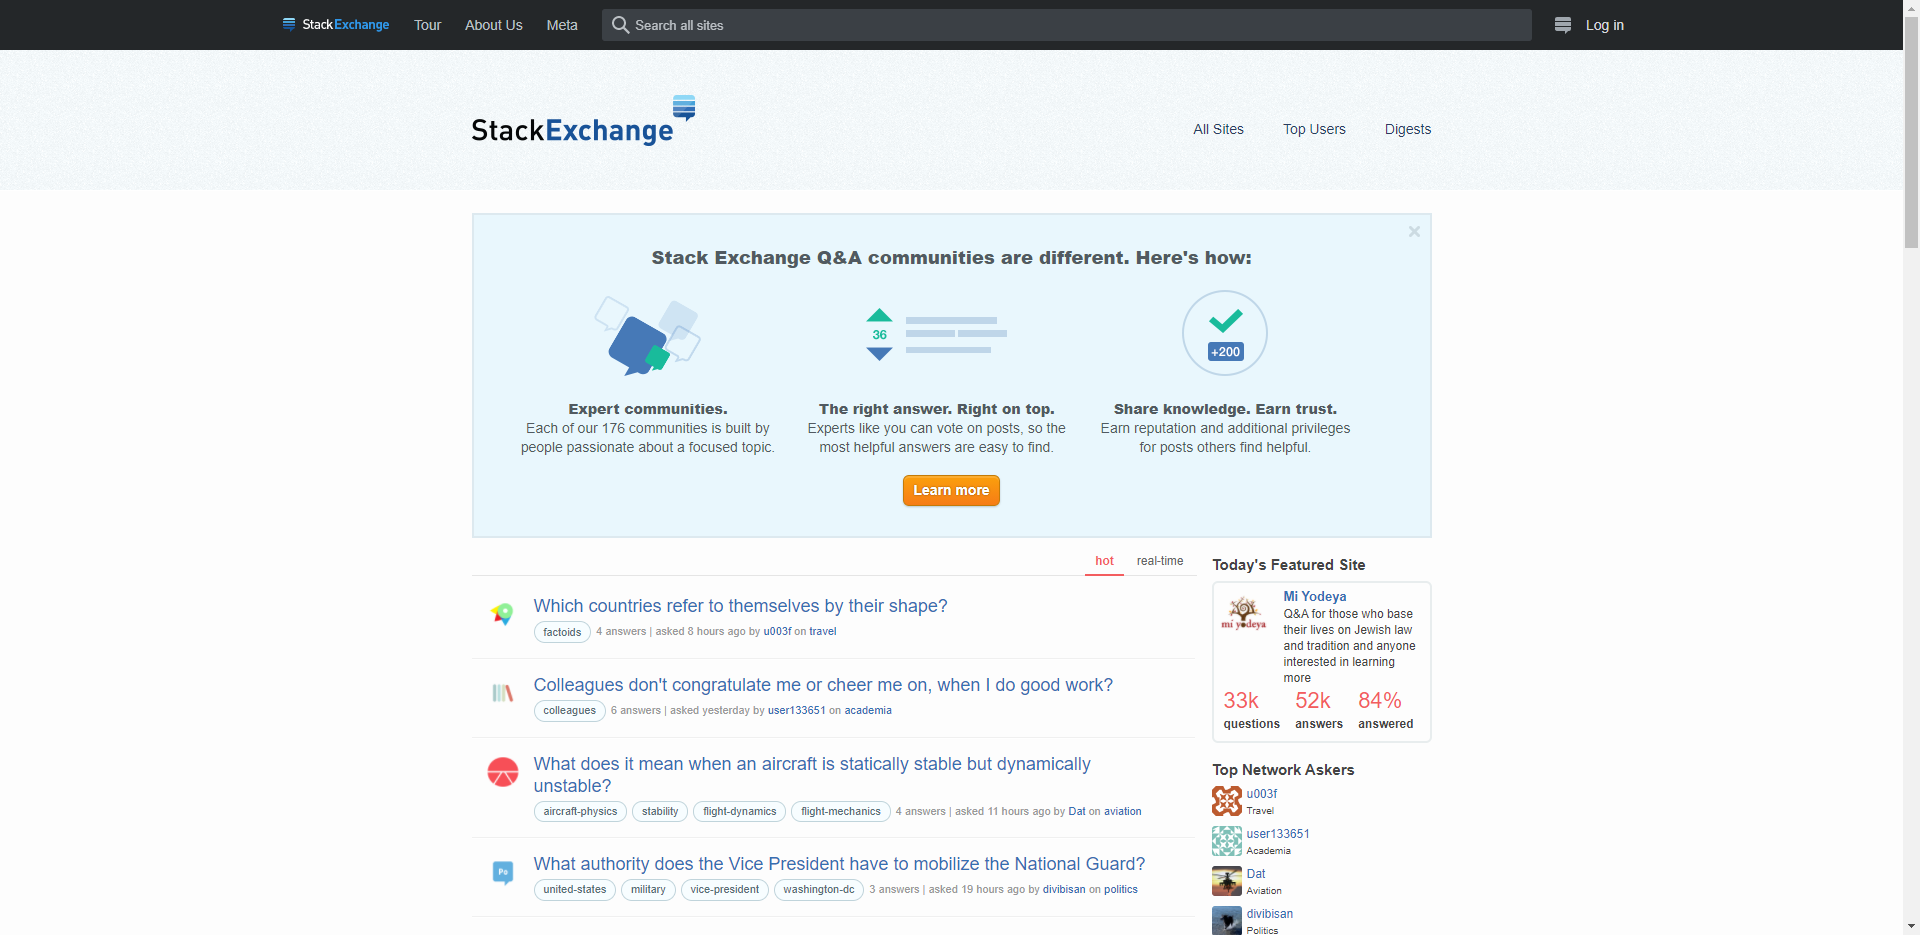 StackExchange Tour About Us Meta Search all sites Log in
StackExchange
All Sites Top Users Digests
Stack Exchange Q&A communities are different. Here's how:
36
+200
Expert communities.
Each of our 176 communities is built by
people passionate about a focused topic.
The right answer. Right on top.
Experts like you can vote on posts, so the
most helpful answers are easy to find.
Share knowledge. Earn trust.
Earn reputation and additional privileges
for posts others find helpful.
Learn more
hot real-time
Which countries refer to themselves by their shape?
factoids 4 answers | asked 8 hours ago by u003f on travel
Colleagues don't congratulate me or cheer me on, when I do good work?
colleagues 6 answers | asked yesterday by user133651 on academia
What does it mean when an aircraft is statically stable but dynamically
unstable?
aircraft-physics stability flight-dynamics flight-mechanics 4 answers | asked 11 hours ago by Dat on aviation
Po
What authority does the Vice President have to mobilize the National Guard?
united-states military vice-president washington-dc 3 answers | asked 19 hours ago by divibisan on politics
Today's Featured Site
mi yodeya
Mi Yodeya
Q&A for those who base
their lives on Jewish law
and tradition and anyone
interested in learning
more
33k 52k 84%
questions answers answered
Top Network Askers
u003f
Travel
user133651
Academia
Dat
Aviation
divibisan
Politics